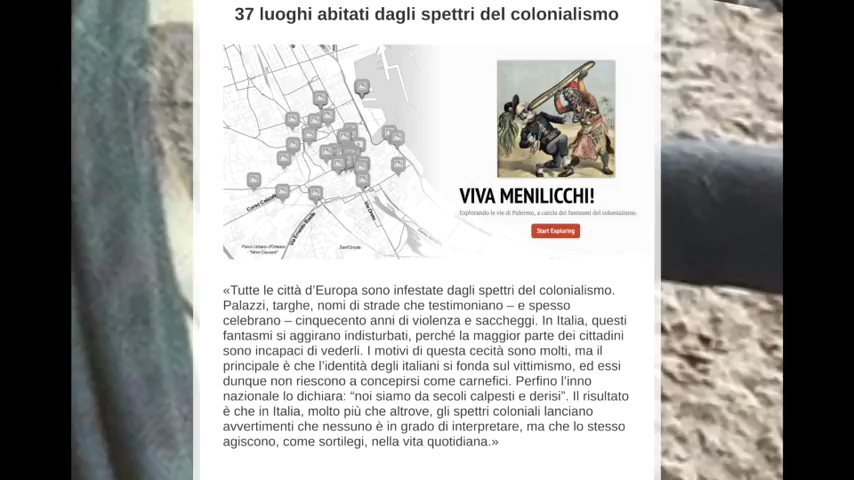 37 luoghi abitati dagli spettri del colonialismo
VIVA MENILICCHI!
Esplorando le vie di Palermo, a caccia dei fantasmi del colonialismo.
Start Exploring
Via Ernesto Basile
Parco Urbano d'Orleans
«Tutte le città d’Europa sono infestate dagli spettri del colonialismo.
Palazzi, targhe, nomi di strade che testimoniano – e spesso
celebrano – cinquecento anni di violenza e saccheggi. In Italia, questi
fantasmi si aggirano indisturbati, perché la maggior parte dei cittadini
sono incapaci di vederli. I motivi di questa cecità sono molti, ma il
principale è che l’identità degli italiani si fonda sul vittimismo, ed essi
dunque non riescono a concepirsi come carnefici. Perfino l’inno
nazionale lo dichiara: “noi siamo da secoli calpesti e derisi”. Il risultato
è che in Italia, molto più che altrove, gli spettri coloniali lanciano
avvertimenti che nessuno è in grado di interpretare, ma che lo stesso
agiscono, come sortilegi, nella vita quotidiana.»